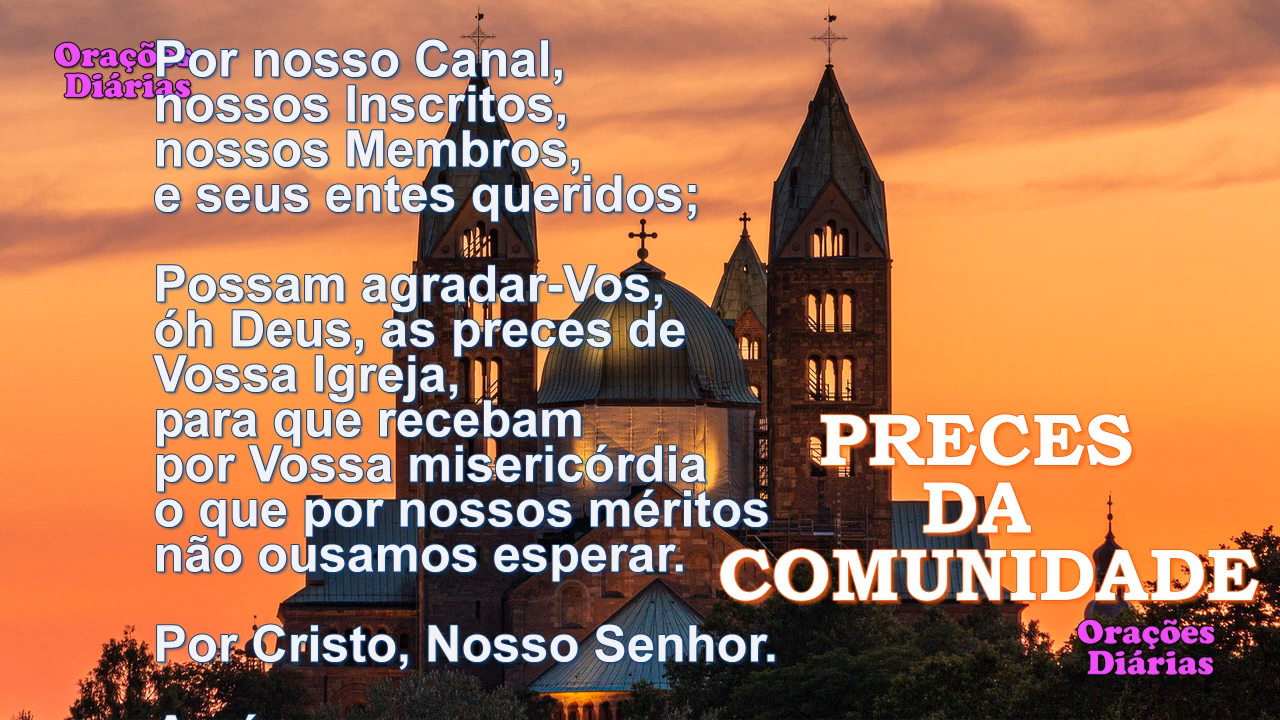 Orações
Diárias
Por nosso Canal,
nossos Inscritos,
nossos Membros,
e seus entes queridos;
Possam agradar-Vos,
óh Deus, as preces de
Vossa Igreja,
para que recebam
por Vossa misericórdia
o que por nossos méritos
não ousamos esperar.
Por Cristo, Nosso Senhor.
PRECES
DA
COMUNIDADE
Orações
Diárias